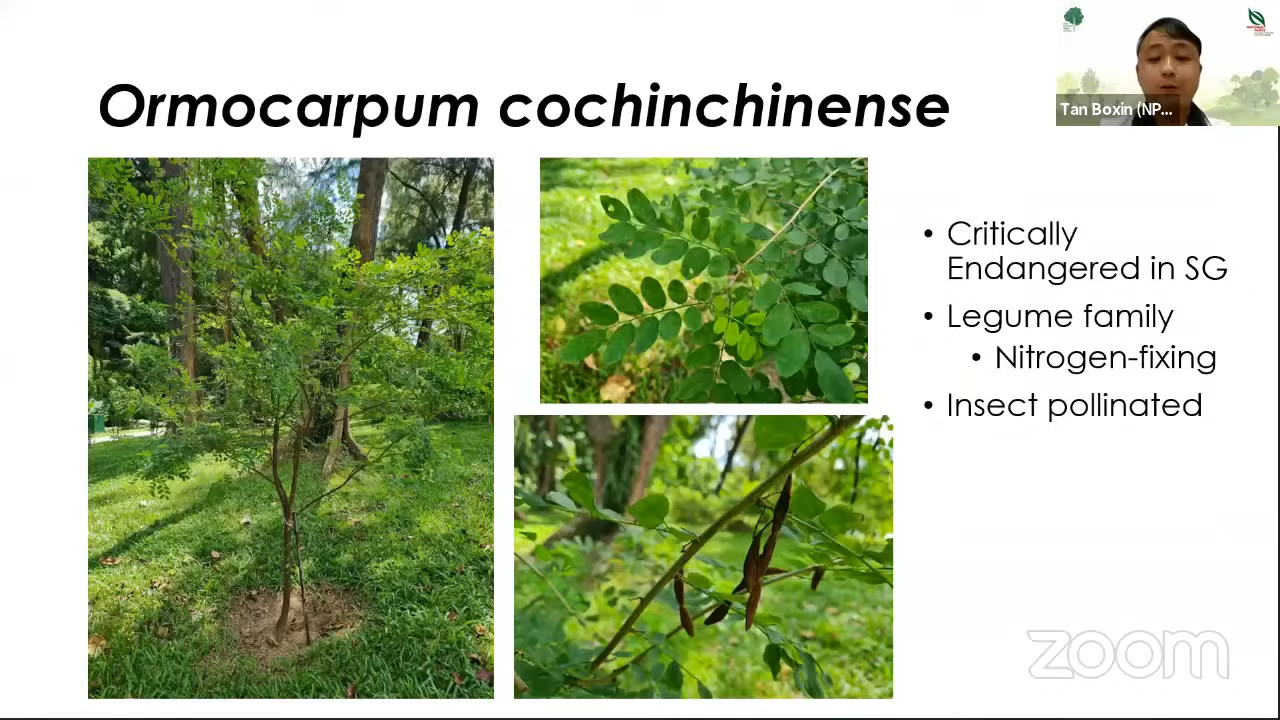 Ormocarpum cochinchinense
Tan Boxin (NP...
• Critically
Endangered in SG
• Legume family
• Nitrogen-fixing
• Insect pollinated
zoom